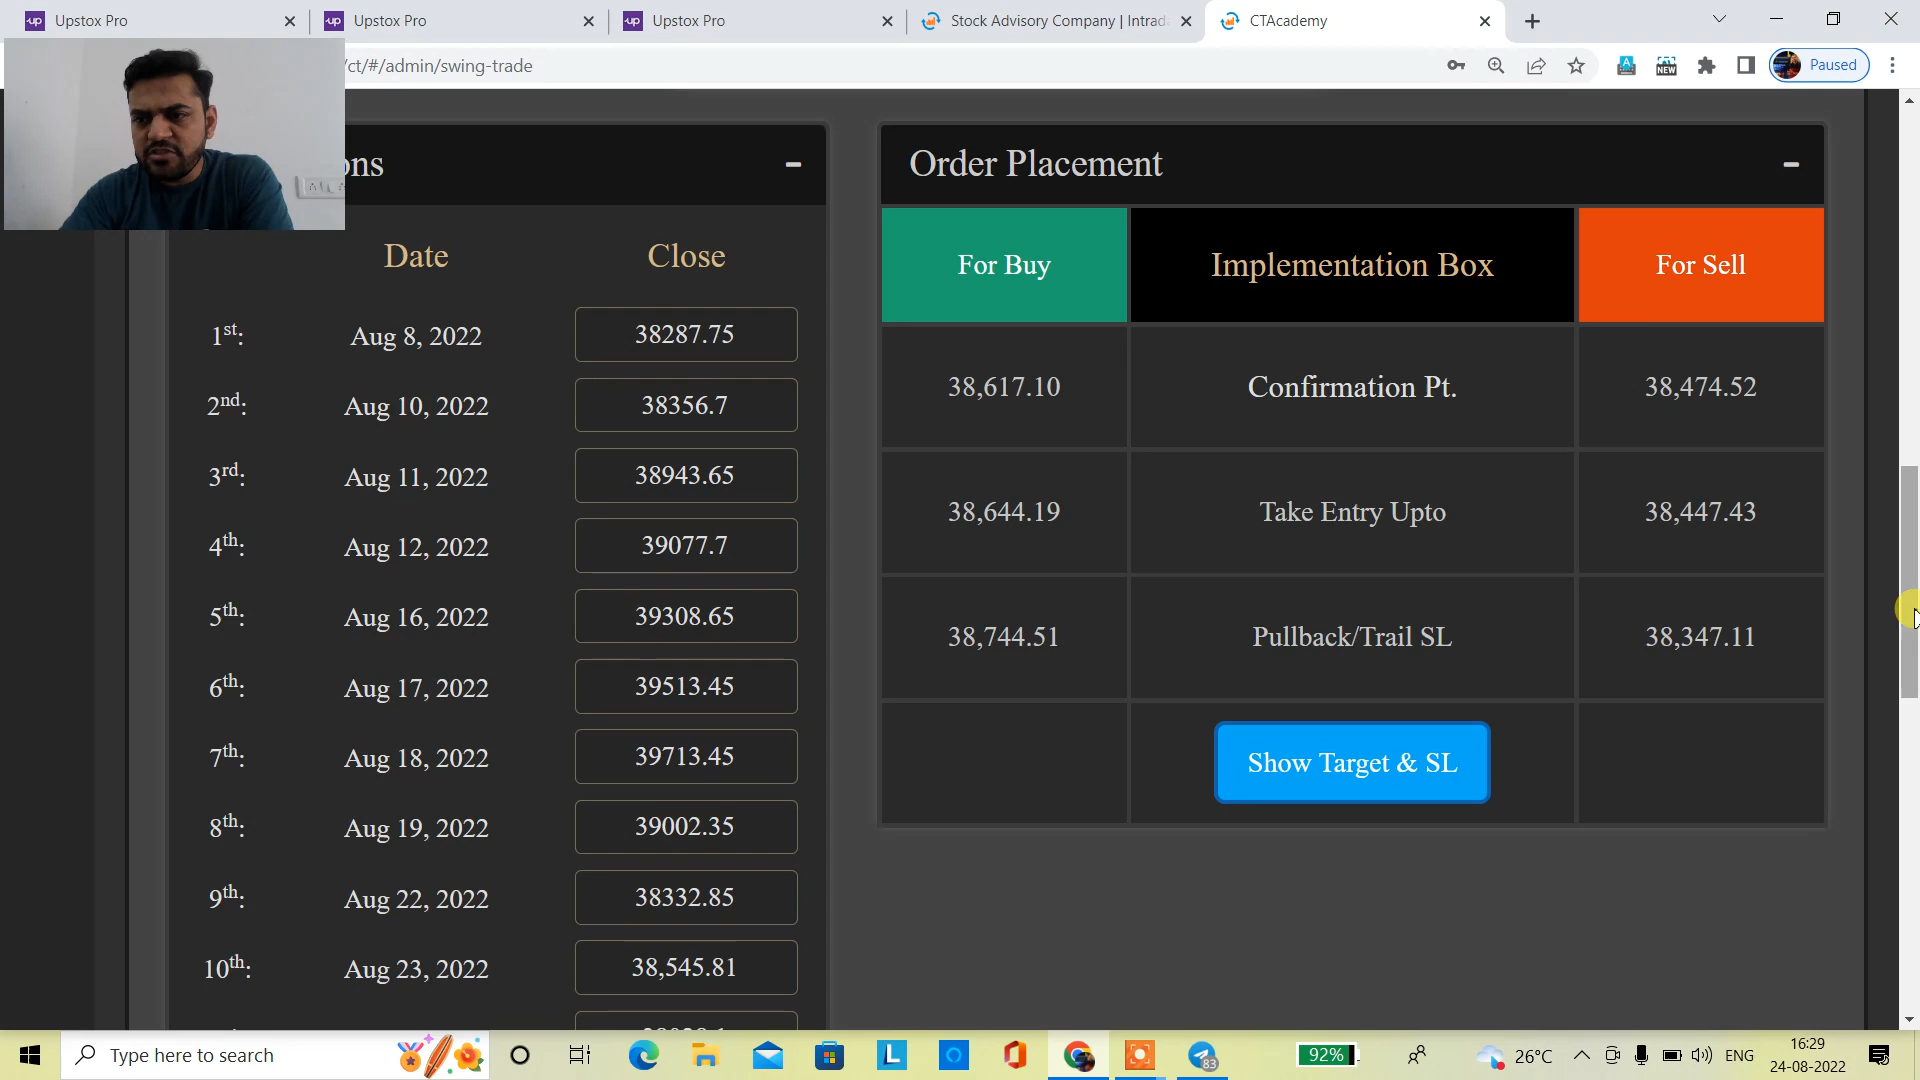 Upstox Pro
Upstox Pro
Upstox Pro
Stock Advisory Company | Intrad
CTAcademy
/ct/#/admin/swing-trade
NEW
Paused
ons
Date Close
1st: Aug 8, 2022 38287.75
2nd: Aug 10, 2022 38356.7
3rd: Aug 11, 2022 38943.65
4th: Aug 12, 2022 39077.7
5th: Aug 16, 2022 39308.65
6th: Aug 17, 2022 39513.45
7th: Aug 18, 2022 39713.45
8th: Aug 19, 2022 39002.35
9th: Aug 22, 2022 38332.85
10th: Aug 23, 2022 38,545.81
Order Placement
For Buy Implementation Box For Sell
38,617.10 Confirmation Pt. 38,474.52
38,644.19 Take Entry Upto 38,447.43
38,744.51 Pullback/Trail SL 38,347.11
Show Target & SL
Type here to search
L
83
92%
26°C
ENG
16:29
24-08-2022